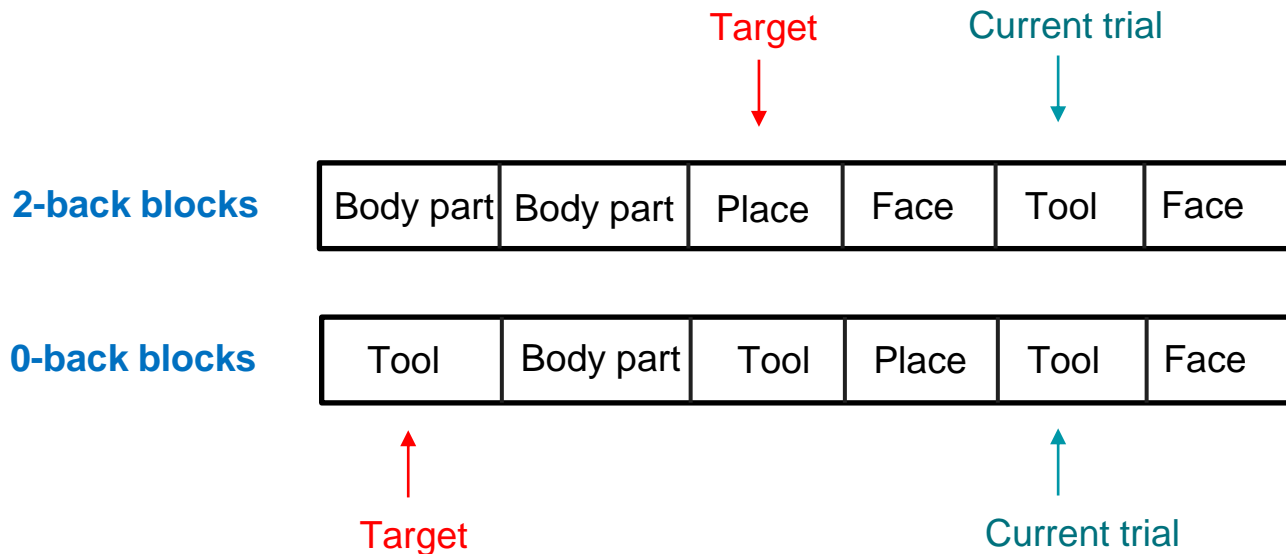 Target Current trial
2-back blocks Body part Body part Place Face Tool Face
0-back blocks Tool Body part Tool Place Tool Face
Target Current trial